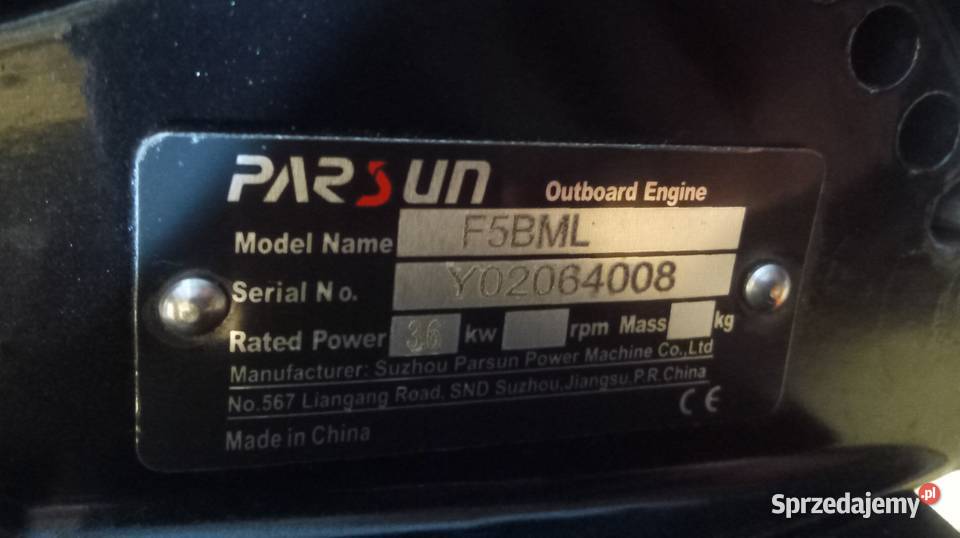 PARSUN Outboard Engine
Model Name F5BML
Serial No. Y02064008
Rated Power 3.6 kw rpm Mass kg
Manufacturer: Suzhou Parsun Power Machine Co.,Ltd
No.567 Liangang Road, SND Suzhou,Jiangsu,P.R.China
CE
Made in China
Sprzedajemy.pl